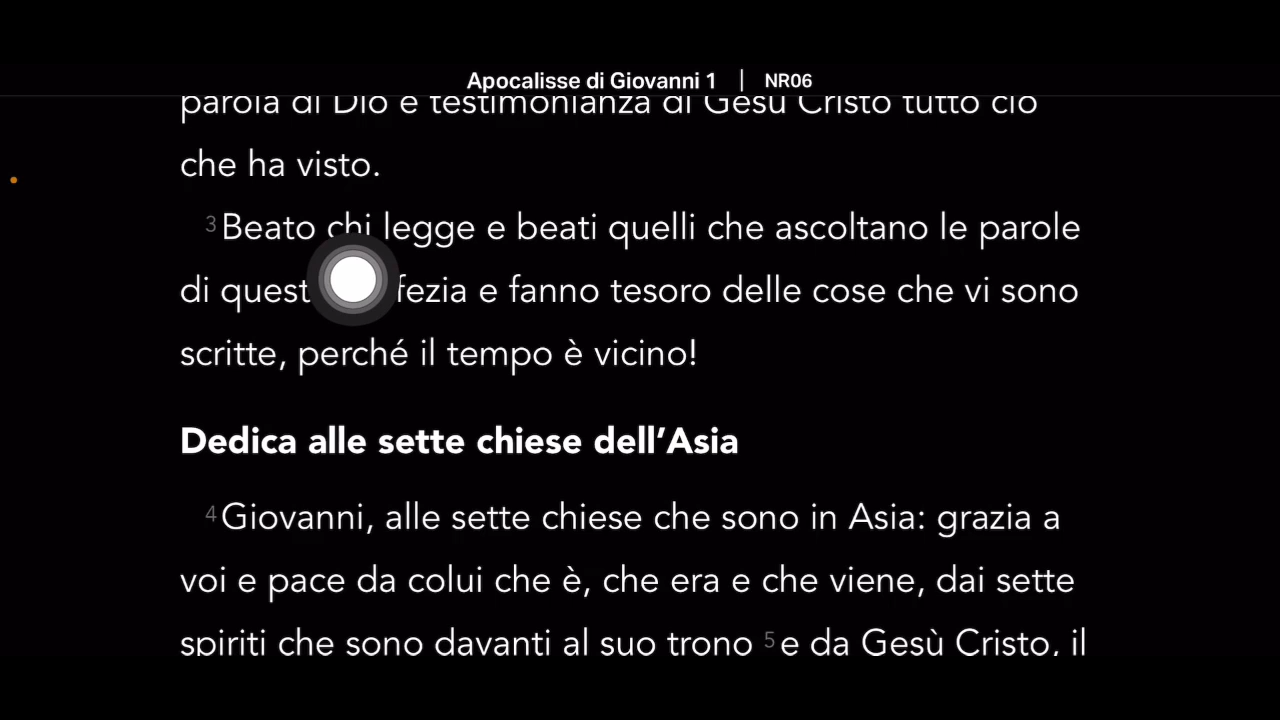 Apocalisse di Giovanni 1 | NR06
parola di Dio e testimonianza di Gesù Cristo tutto ciò
che ha visto.
3 Beato chi legge e beati quelli che ascoltano le parole
di quest fezia e fanno tesoro delle cose che vi sono
scritte, perché il tempo è vicino!
Dedica alle sette chiese dell’Asia
4 Giovanni, alle sette chiese che sono in Asia: grazia a
voi e pace da colui che è, che era e che viene, dai sette
spiriti che sono davanti al suo trono 5 e da Gesù Cristo, il